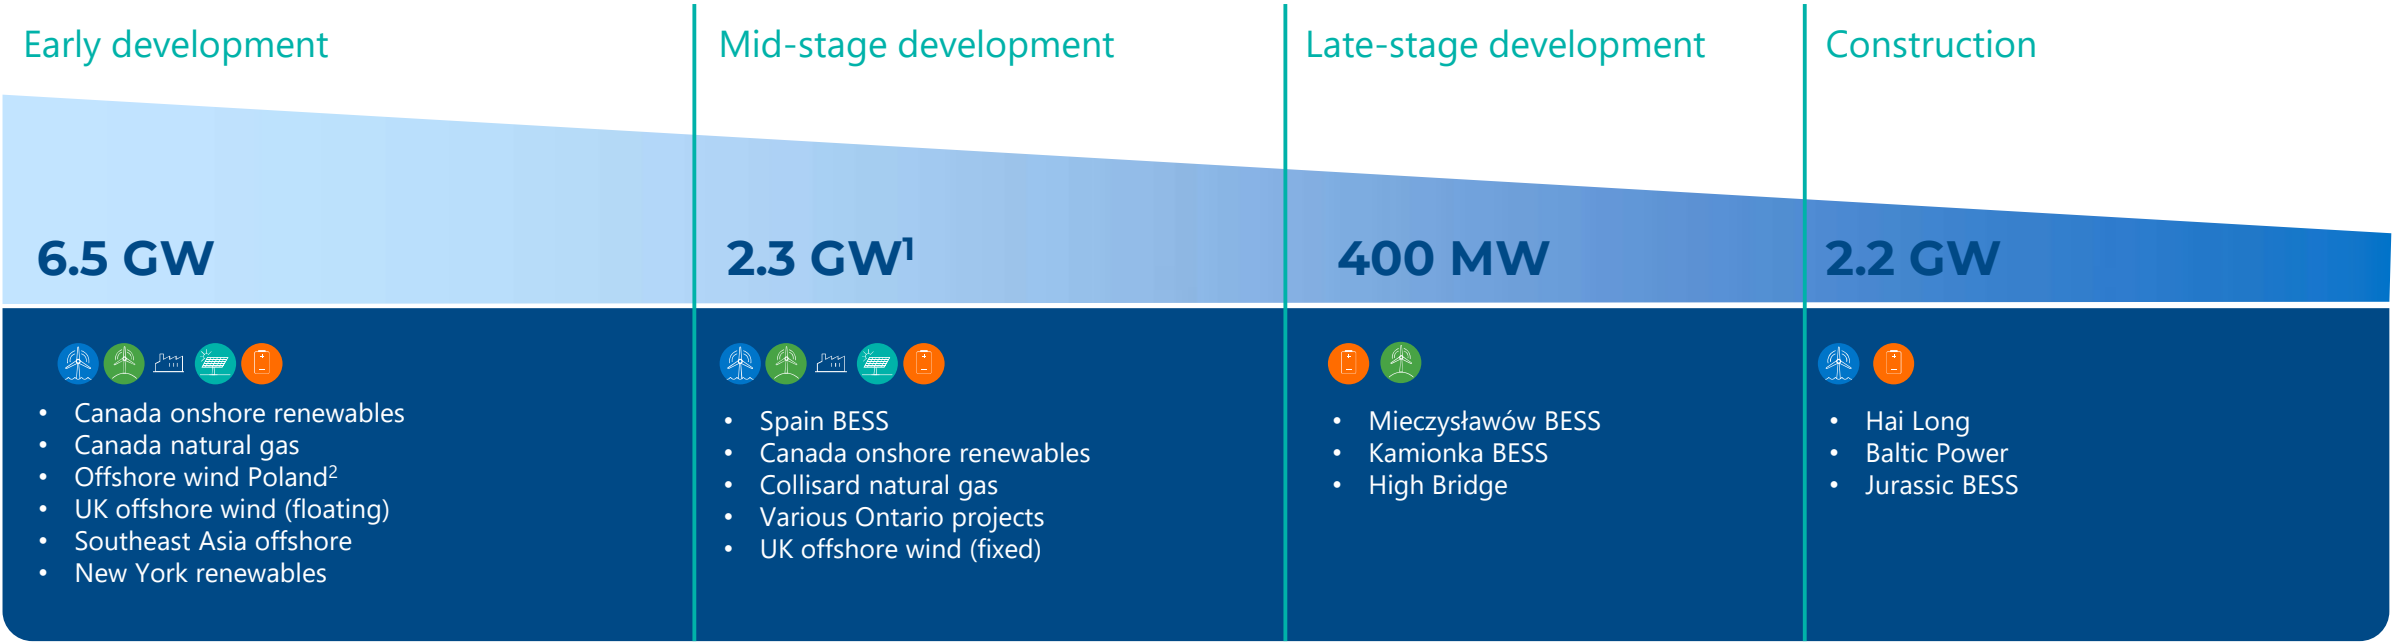 Early development
6.5 GW
• Canada onshore renewables
• Canada natural gas
• Offshore wind Poland²
• UK offshore wind (floating)
• Southeast Asia offshore
• New York renewables
Mid-stage development
2.3 GW¹
• Spain BESS
• Canada onshore renewables
• Collisard natural gas
• Various Ontario projects
• UK offshore wind (fixed)
Late-stage development
400 MW
• Mieczysławów BESS
• Kamionka BESS
• High Bridge
Construction
2.2 GW
• Hai Long
• Baltic Power
• Jurassic BESS